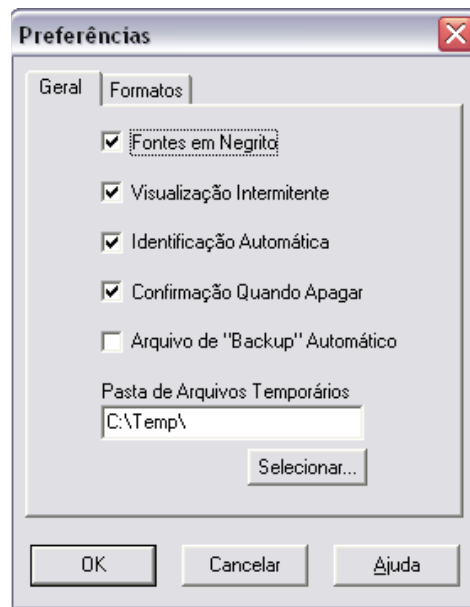 Preferências
Geral Formatos
Fontes em Negrito
Visualização Intermitente
Identificação Automática
Confirmação Quando Apagar
Arquivo de "Backup" Automático
Pasta de Arquivos Temporários
C:\Temp\
Selecionar...
OK Cancelar Ajuda